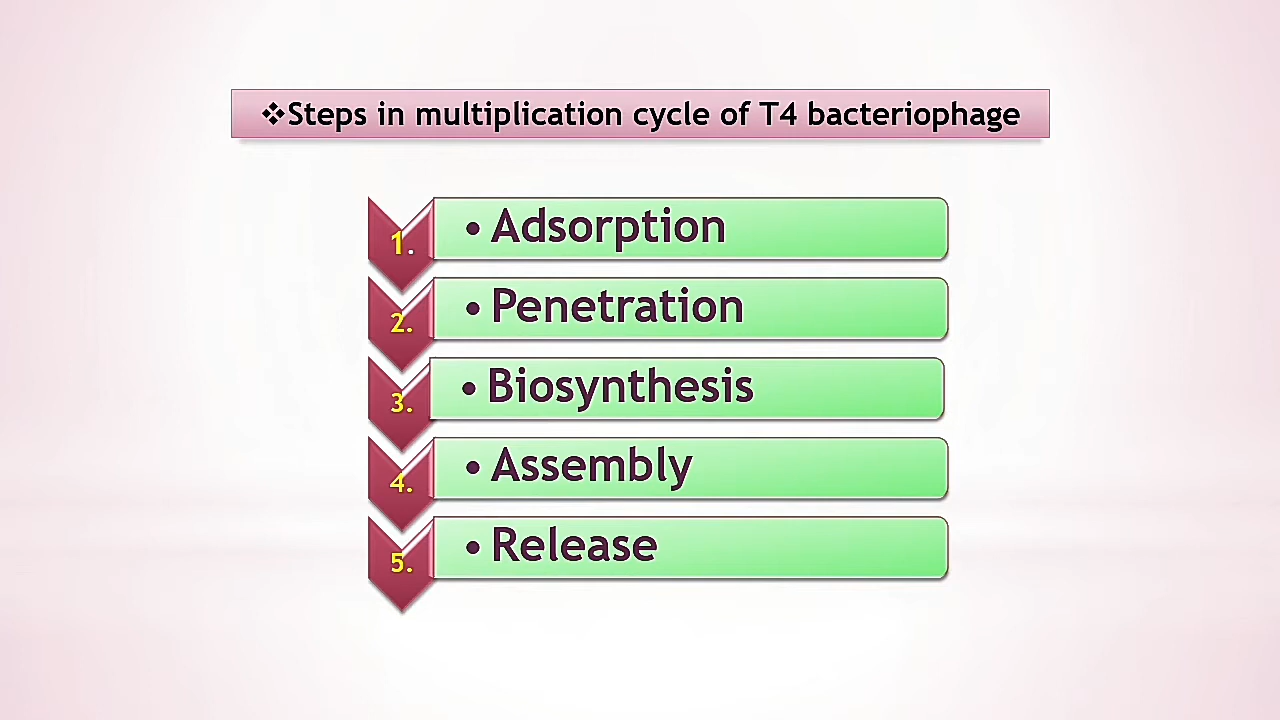 ❖Steps in multiplication cycle of T4 bacteriophage
1. • Adsorption
2. • Penetration
3. • Biosynthesis
4. • Assembly
5. • Release